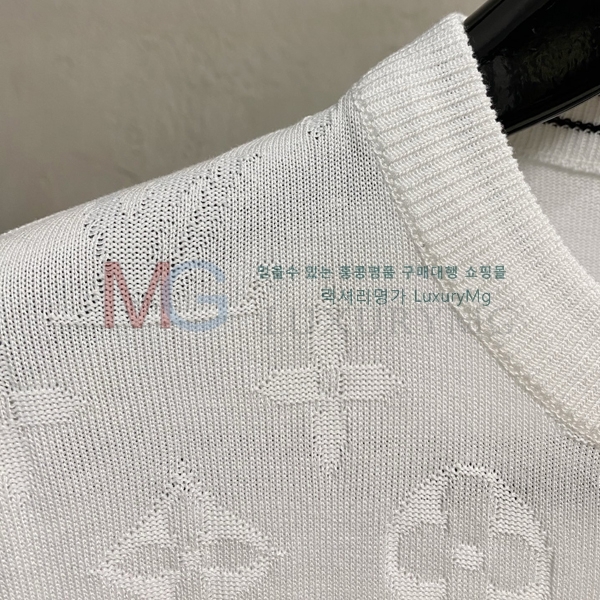 믿을수 있는 홍콩명품 구매대행 쇼핑몰
MG
럭셔리명가 LuxuryMg
LUXURYMG